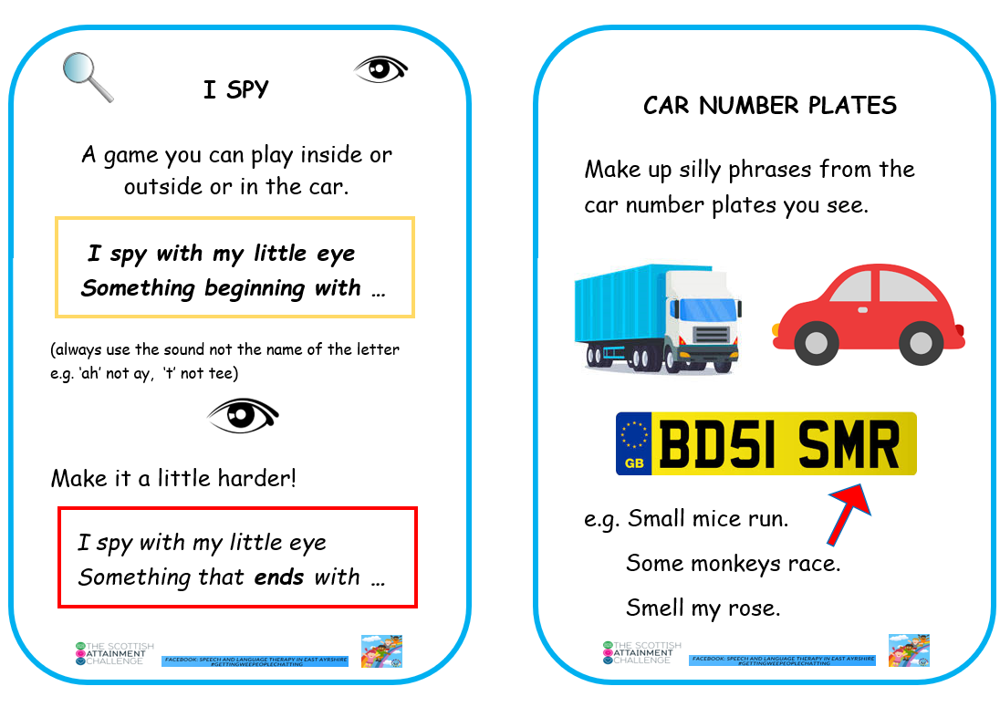 I SPY
A game you can play inside or
outside or in the car.
I spy with my little eye
Something beginning with …
(always use the sound not the name of the letter
e.g. ‘ah’ not ay,  ‘t’ not tee)
Make it a little harder!
I spy with my little eye
Something that ends with …
THE SCOTTISH
ATTAINMENT
CHALLENGE
FACEBOOK: SPEECH AND LANGUAGE THERAPY IN EAST AYRSHIRE
#GETTINGWEEPEOPLECHATTING
CAR NUMBER PLATES
Make up silly phrases from the
car number plates you see.
GB BD51 SMR
e.g. Small mice run.
Some monkeys race.
Smell my rose.
THE SCOTTISH
ATTAINMENT
CHALLENGE
FACEBOOK: SPEECH AND LANGUAGE THERAPY IN EAST AYRSHIRE
#GETTINGWEEPEOPLECHATTING